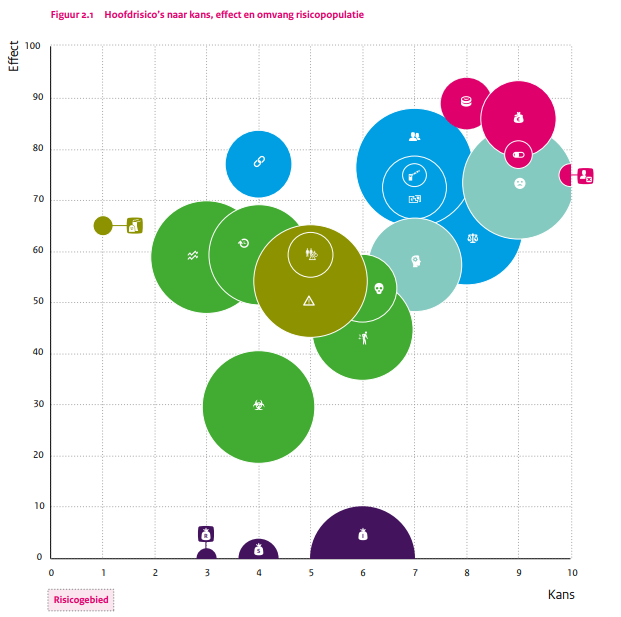 Figuur 2.1 Hoofdrisico's naar kans, effect en omvang risicopopulatie
Effect
100
90
80
70
60
50
40
30
20
10
0
R
S
0 1 2 3 4 5 6 7 8 9 10
Kans
Risicogebied